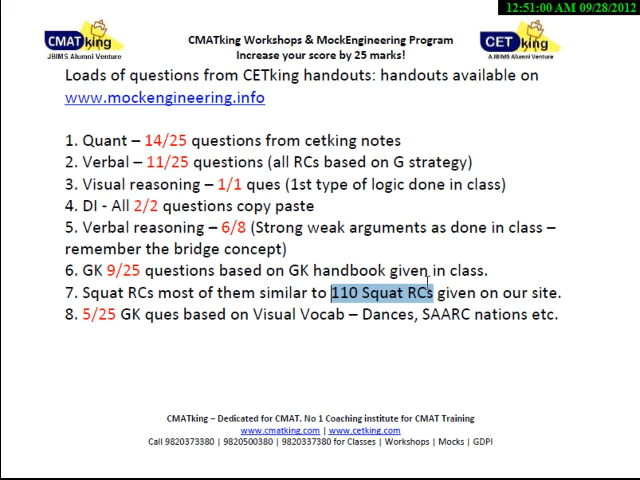 12:51:00 AM 09/28/2012
CMAT king
JBIMS Alumni Venture
CMATking Workshops & MockEngineering Program
Increase your score by 25 marks!
CET king
A JBIMS Alumni Venture
Loads of questions from CETking handouts: handouts available on
www.mockengineering.info
1. Quant – 14/25 questions from cetking notes
2. Verbal – 11/25 questions (all RCs based on G strategy)
3. Visual reasoning – 1/1 ques (1st type of logic done in class)
4. DI - All 2/2 questions copy paste
5. Verbal reasoning – 6/8 (Strong weak arguments as done in class –
remember the bridge concept)
6. GK 9/25 questions based on GK handbook given in class.
7. Squat RCs most of them similar to 110 Squat RCs given on our site.
8. 5/25 GK ques based on Visual Vocab – Dances, SAARC nations etc.
CMATking – Dedicated for CMAT. No 1 Coaching institute for CMAT Training
www.cmatking.com | www.cetking.com
Call 9820373380 | 9820500380 | 9820337380 for Classes | Workshops | Mocks | GDPI